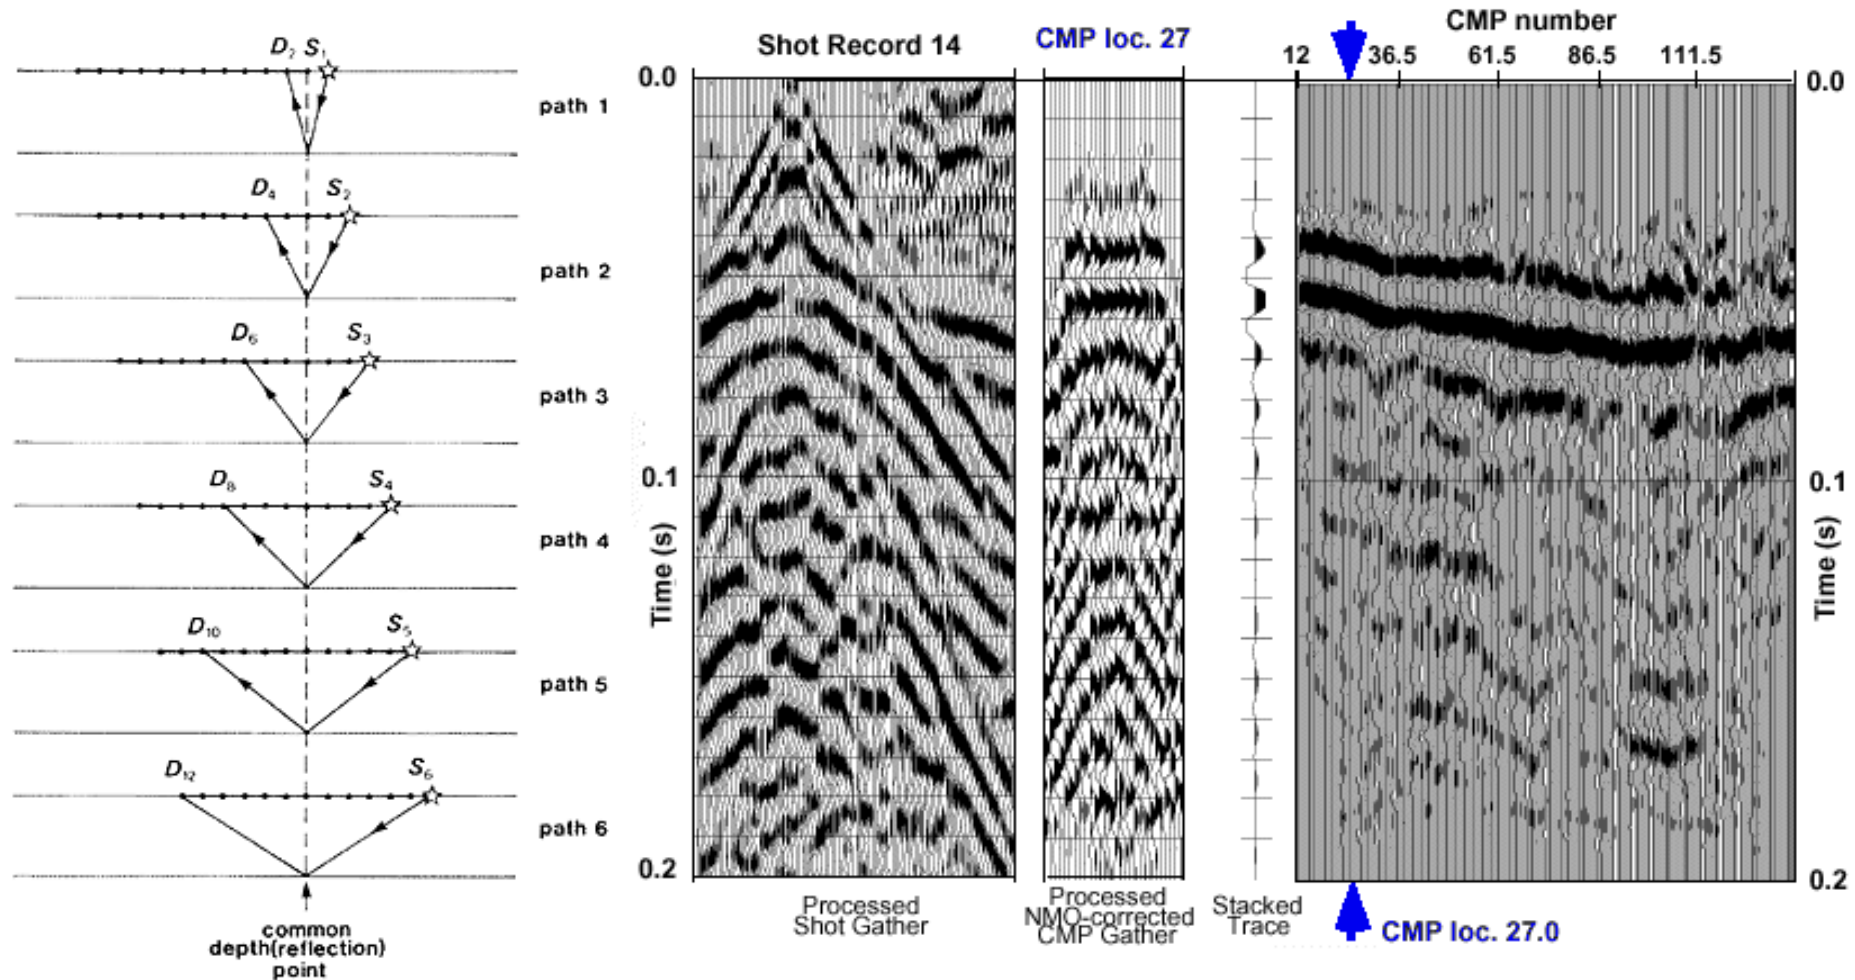 D₂ S₁
path 1
D₄ S₂
path 2
D₆ S₃
path 3
D₈ S₄
path 4
D₁₀ S₅
path 5
D₁₂ S₆
path 6
common
depth(reflection)
point
Shot Record 14
0.0
0.1
Time (s)
0.2
Processed
Shot Gather
CMP loc. 27
Processed
NMO-corrected
CMP Gather
Stacked
Trace
CMP number
12 36.5 61.5 86.5 111.5
0.0
0.1
Time (s)
0.2
CMP loc. 27.0